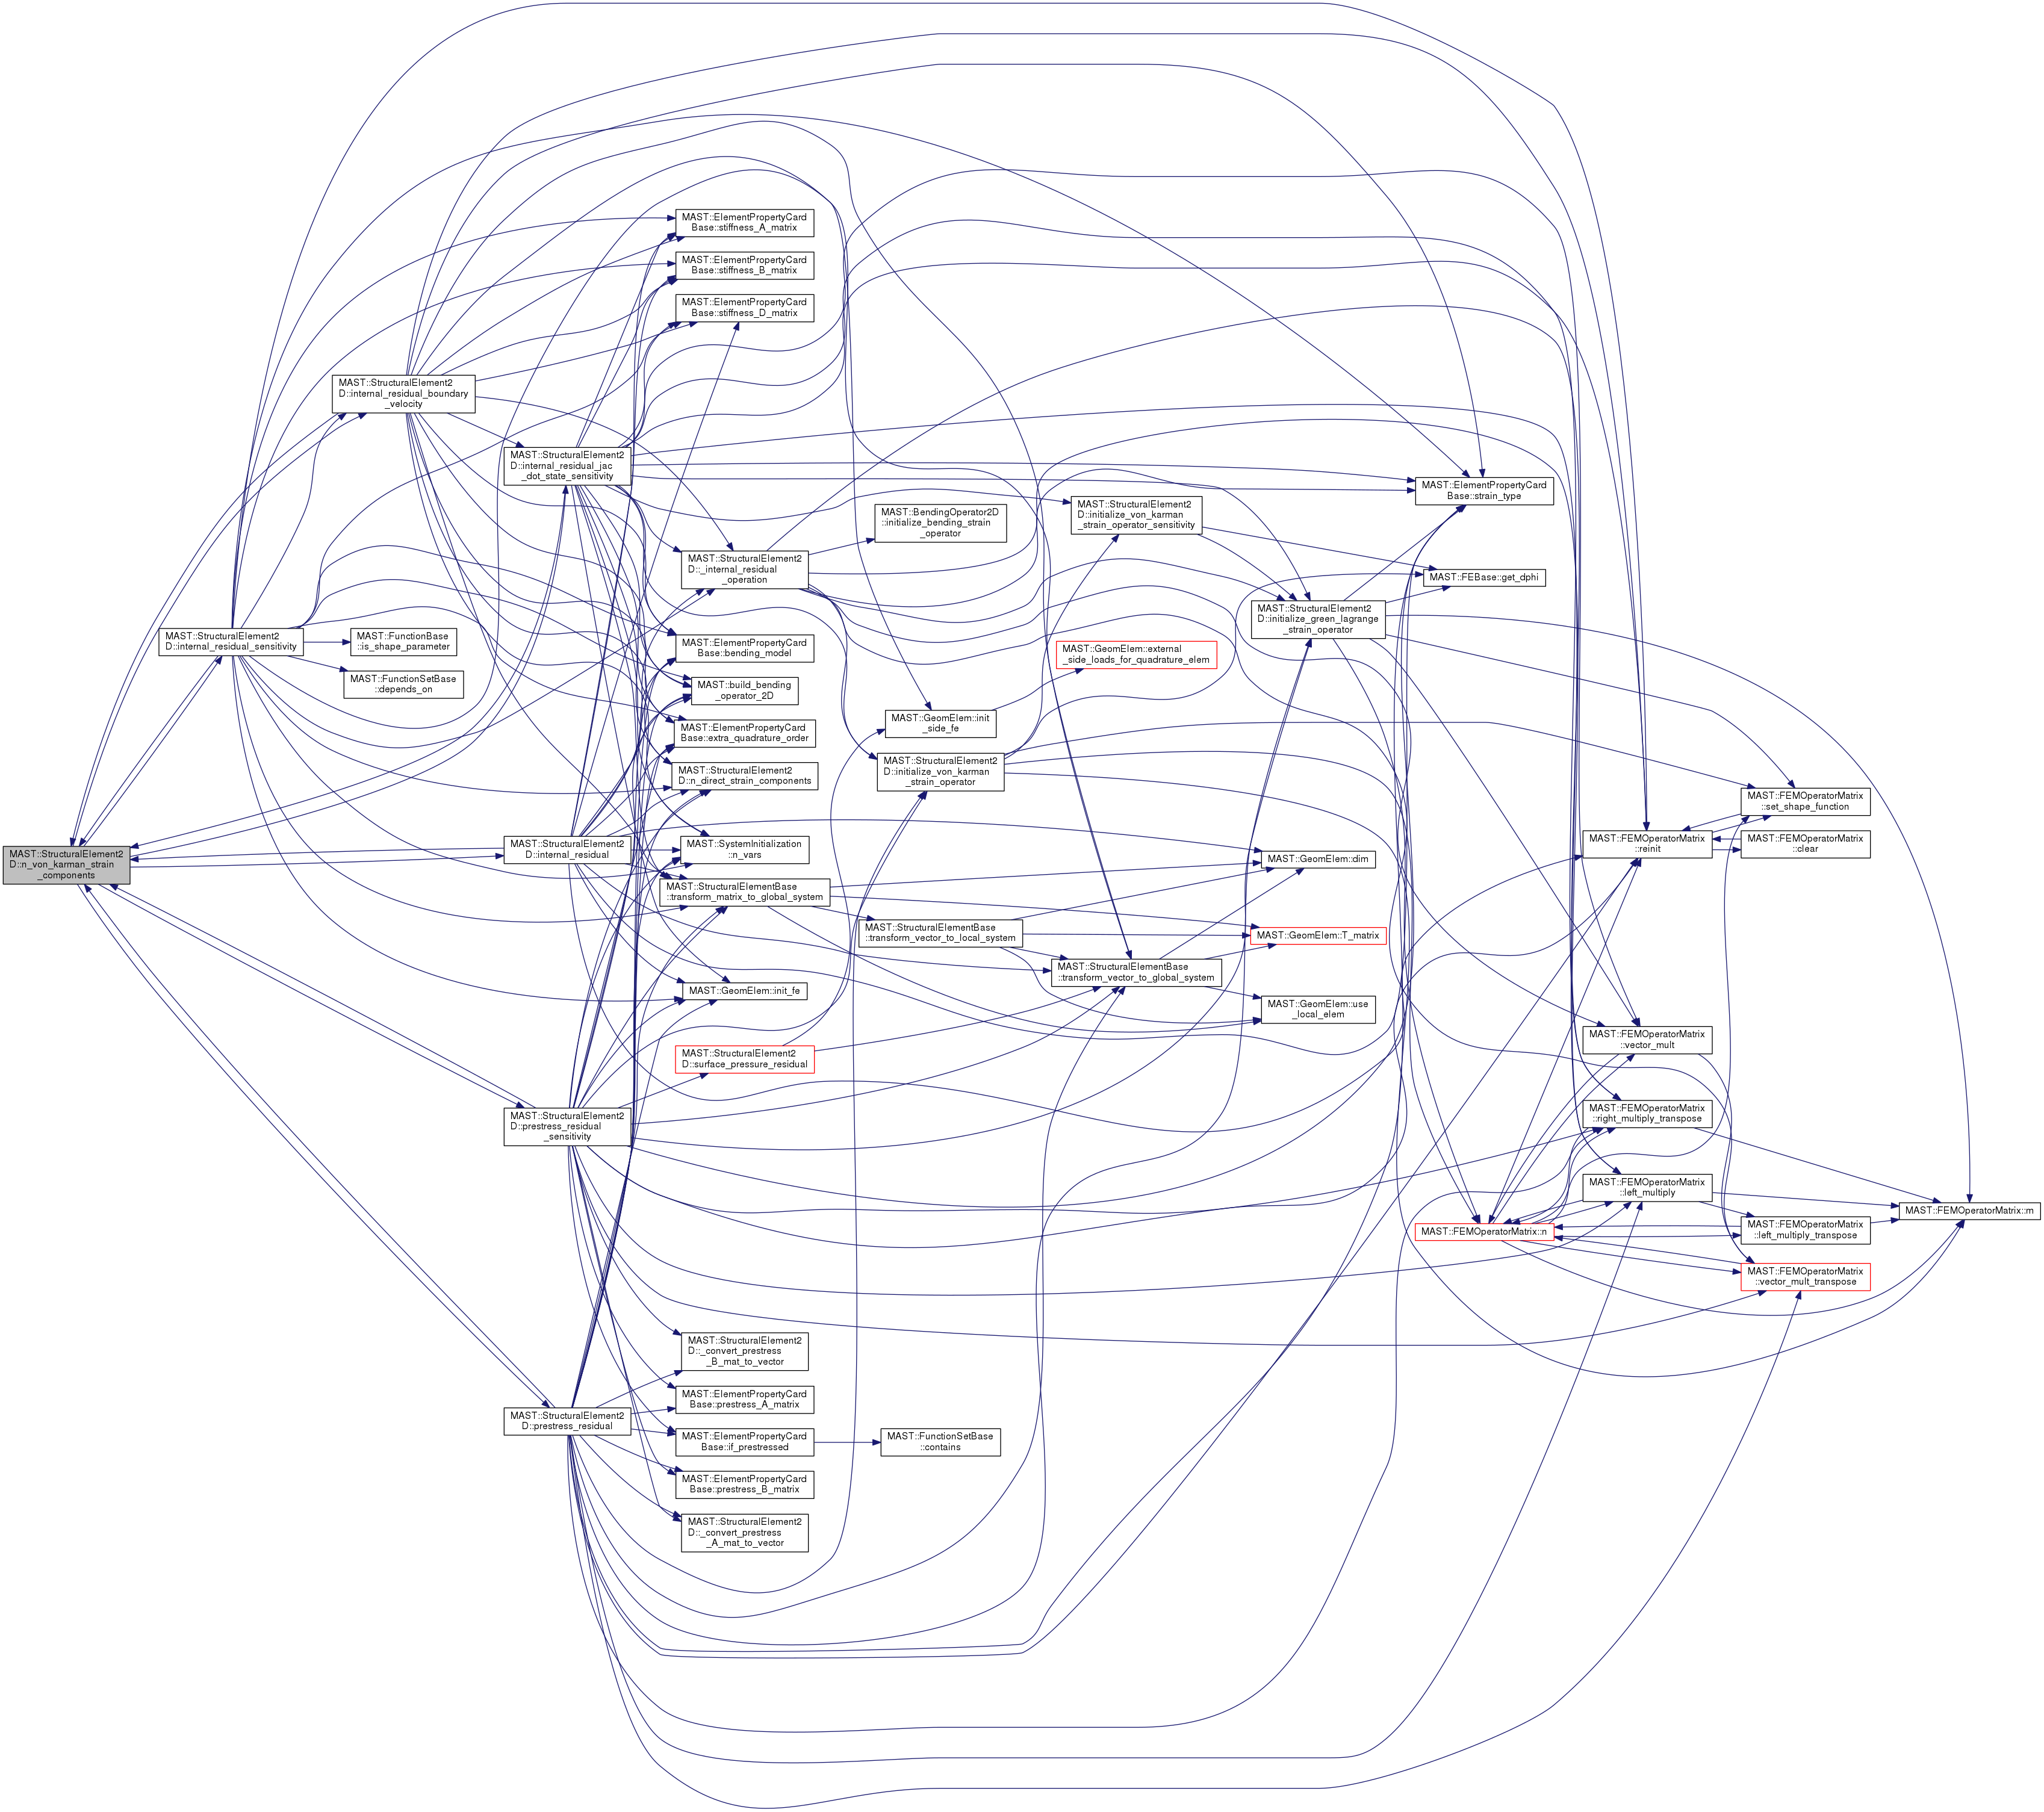 MAST::StructuralElement2
D::n_von_karman_strain
_components
MAST::StructuralElement2
D::internal_residual_sensitivity
MAST::StructuralElement2
D::internal_residual_boundary
_velocity
MAST::FunctionBase
::is_shape_parameter
MAST::FunctionSetBase
::depends_on
MAST::StructuralElement2
D::internal_residual_jac
_dot_state_sensitivity
MAST::StructuralElement2
D::internal_residual
MAST::StructuralElement2
D::prestress_residual
_sensitivity
MAST::StructuralElement2
D::prestress_residual
MAST::ElementPropertyCard
Base::stiffness_A_matrix
MAST::ElementPropertyCard
Base::stiffness_B_matrix
MAST::ElementPropertyCard
Base::stiffness_D_matrix
MAST::StructuralElement2
D::_internal_residual
_operation
MAST::ElementPropertyCard
Base::bending_model
MAST::build_bending
_operator_2D
MAST::ElementPropertyCard
Base::extra_quadrature_order
MAST::StructuralElement2
D::n_direct_strain_components
MAST::SystemInitialization
::n_vars
MAST::StructuralElementBase
::transform_matrix_to_global_system
MAST::GeomElem::init_fe
MAST::StructuralElement2
D::surface_pressure_residual
MAST::StructuralElement2
D::_convert_prestress
_B_mat_to_vector
MAST::ElementPropertyCard
Base::prestress_A_matrix
MAST::ElementPropertyCard
Base::if_prestressed
MAST::ElementPropertyCard
Base::prestress_B_matrix
MAST::StructuralElement2
D::_convert_prestress
_A_mat_to_vector
MAST::BendingOperator2D
::initialize_bending_strain
_operator
MAST::GeomElem::init
_side_fe
MAST::StructuralElement2
D::initialize_von_karman
_strain_operator
MAST::StructuralElementBase
::transform_vector_to_local_system
MAST::FunctionSetBase
::contains
MAST::StructuralElement2
D::initialize_von_karman
_strain_operator_sensitivity
MAST::GeomElem::external
_side_loads_for_quadrature_elem
MAST::StructuralElementBase
::transform_vector_to_global_system
MAST::StructuralElement2
D::initialize_green_lagrange
_strain_operator
MAST::GeomElem::dim
MAST::GeomElem::T_matrix
MAST::GeomElem::use
_local_elem
MAST::ElementPropertyCard
Base::strain_type
MAST::FEBase::get_dphi
MAST::FEMOperatorMatrix::n
MAST::FEMOperatorMatrix
::reinit
MAST::FEMOperatorMatrix
::vector_mult
MAST::FEMOperatorMatrix
::right_multiply_transpose
MAST::FEMOperatorMatrix
::left_multiply
MAST::FEMOperatorMatrix
::set_shape_function
MAST::FEMOperatorMatrix
::clear
MAST::FEMOperatorMatrix
::left_multiply_transpose
MAST::FEMOperatorMatrix
::vector_mult_transpose
MAST::FEMOperatorMatrix::m